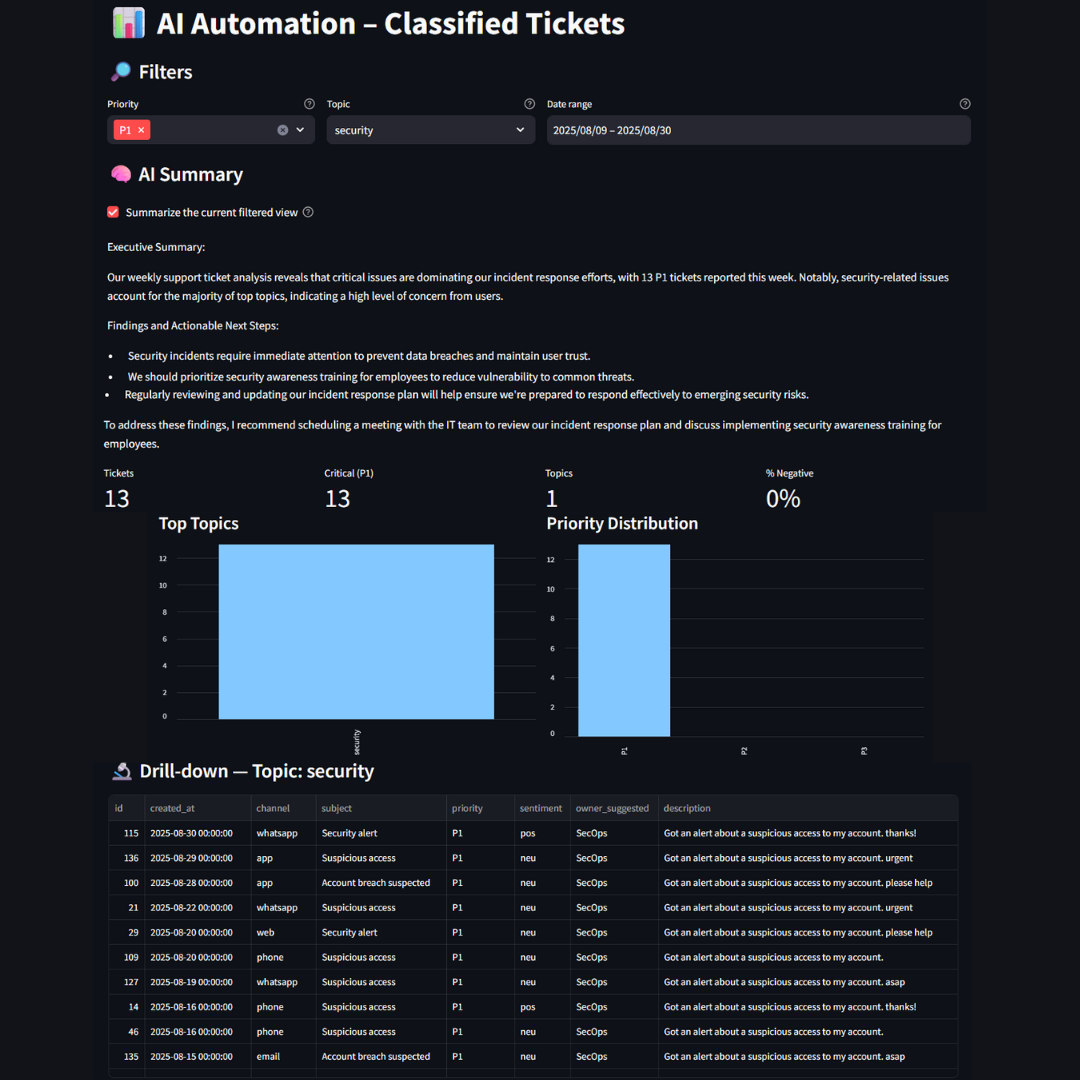 AI Automation – Classified Tickets
Filters
Priority
Topic
Date range
P1 ×
security
2025/08/09 – 2025/08/30
AI Summary
Summarize the current filtered view
Executive Summary:
Our weekly support ticket analysis reveals that critical issues are dominating our incident response efforts, with 13 P1 tickets reported this week. Notably, security-related issues
account for the majority of top topics, indicating a high level of concern from users.
Findings and Actionable Next Steps:
• Security incidents require immediate attention to prevent data breaches and maintain user trust.
• We should prioritize security awareness training for employees to reduce vulnerability to common threats.
• Regularly reviewing and updating our incident response plan will help ensure we're prepared to respond effectively to emerging security risks.
To address these findings, I recommend scheduling a meeting with the IT team to review our incident response plan and discuss implementing security awareness training for
employees.
Tickets
Critical (P1)
Topics
% Negative
13
13
1
0%
Top Topics
12
10
8
6
4
2
0
security
Priority Distribution
12
10
8
6
4
2
0
P1
P2
P3
Drill-down — Topic: security
id created_at channel subject priority sentiment owner_suggested description
115 2025-08-30 00:00:00 whatsapp Security alert P1 pos SecOps Got an alert about a suspicious access to my account. thanks!
136 2025-08-29 00:00:00 app Suspicious access P1 neu SecOps Got an alert about a suspicious access to my account. urgent
100 2025-08-28 00:00:00 app Account breach suspected P1 neu SecOps Got an alert about a suspicious access to my account. please help
21 2025-08-22 00:00:00 whatsapp Suspicious access P1 neu SecOps Got an alert about a suspicious access to my account. urgent
29 2025-08-20 00:00:00 web Security alert P1 neu SecOps Got an alert about a suspicious access to my account. please help
109 2025-08-20 00:00:00 phone Suspicious access P1 neu SecOps Got an alert about a suspicious access to my account.
127 2025-08-19 00:00:00 whatsapp Suspicious access P1 neu SecOps Got an alert about a suspicious access to my account. asap
14 2025-08-16 00:00:00 phone Suspicious access P1 pos SecOps Got an alert about a suspicious access to my account. thanks!
46 2025-08-16 00:00:00 phone Suspicious access P1 neu SecOps Got an alert about a suspicious access to my account.
135 2025-08-15 00:00:00 email Account breach suspected P1 neu SecOps Got an alert about a suspicious access to my account. asap